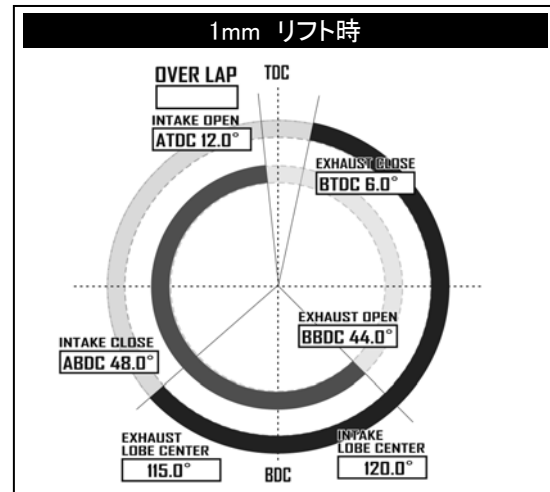 1mm リフト時
OVER LAP
TDC
INTAKE OPEN
ATDC 12.0°
EXHAUST CLOSE
BTDC 6.0°
EXHAUST OPEN
BBDC 44.0°
INTAKE CLOSE
ABDC 48.0°
EXHAUST
LOBE CENTER
115.0°
BDC
INTAKE
LOBE CENTER
120.0°